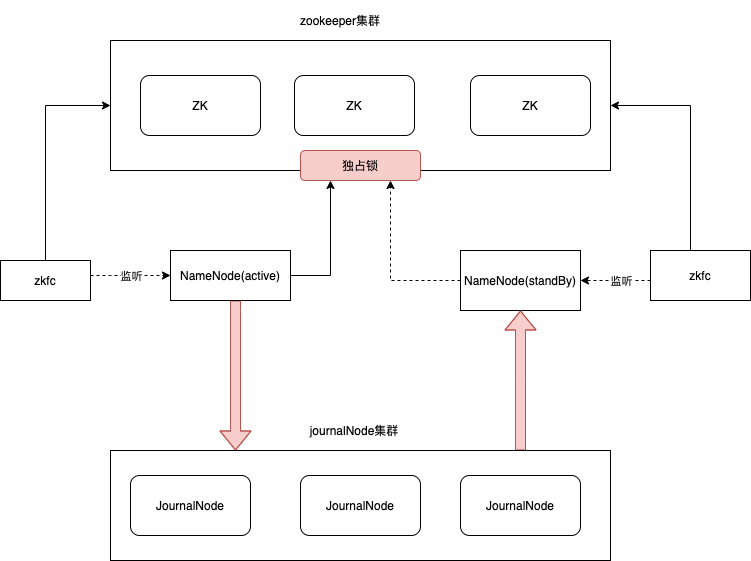 zookeeper集群
ZK
ZK
ZK
独占锁
zkfc
监听
NameNode(active)
NameNode(standBy)
监听
zkfc
journalNode集群
JournalNode
JournalNode
JournalNode